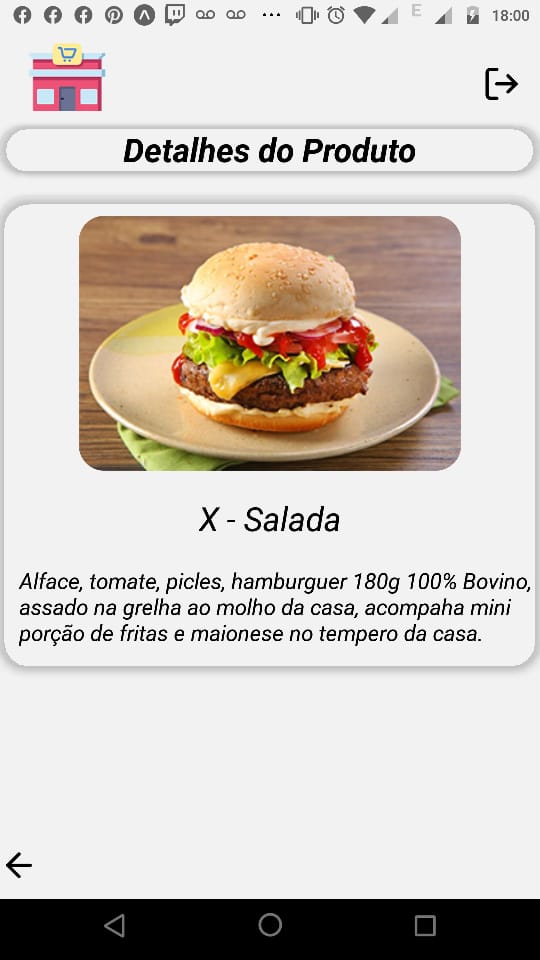 E
18:00
Detalhes do Produto
X - Salada
Alface, tomate, picles, hamburguer 180g 100% Bovino,
assado na grelha ao molho da casa, acompaha mini
porção de fritas e maionese no tempero da casa.